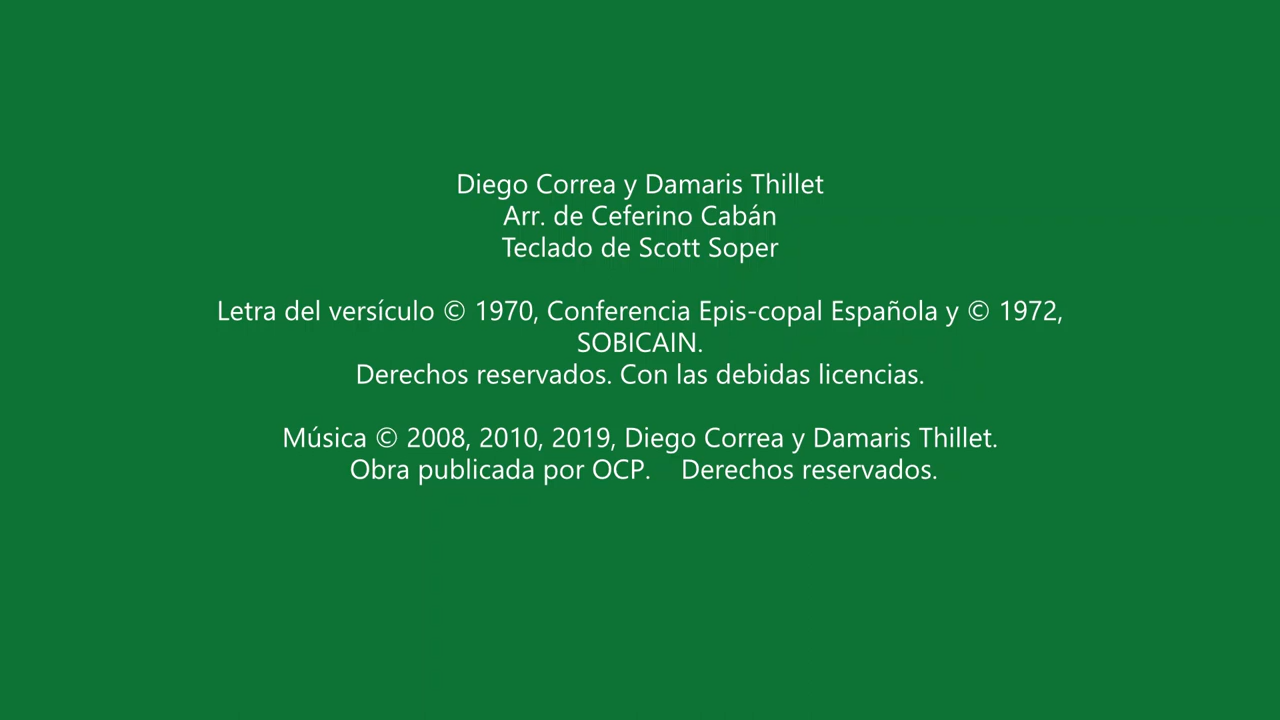 Diego Correa y Damaris Thillet
Arr. de Ceferino Cabán
Teclado de Scott Soper
Letra del versículo © 1970, Conferencia Epis-copal Española y © 1972,
SOBICAIN.
Derechos reservados. Con las debidas licencias.
Música © 2008, 2010, 2019, Diego Correa y Damaris Thillet.
Obra publicada por OCP.    Derechos reservados.